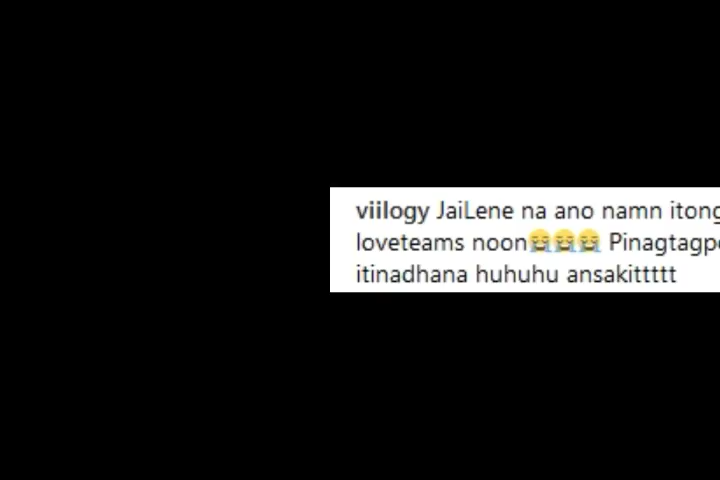 viilogy JaiLene na ano namn itong
loveteams noon😭😭😭
itinadhana huhuhu ansakittttt